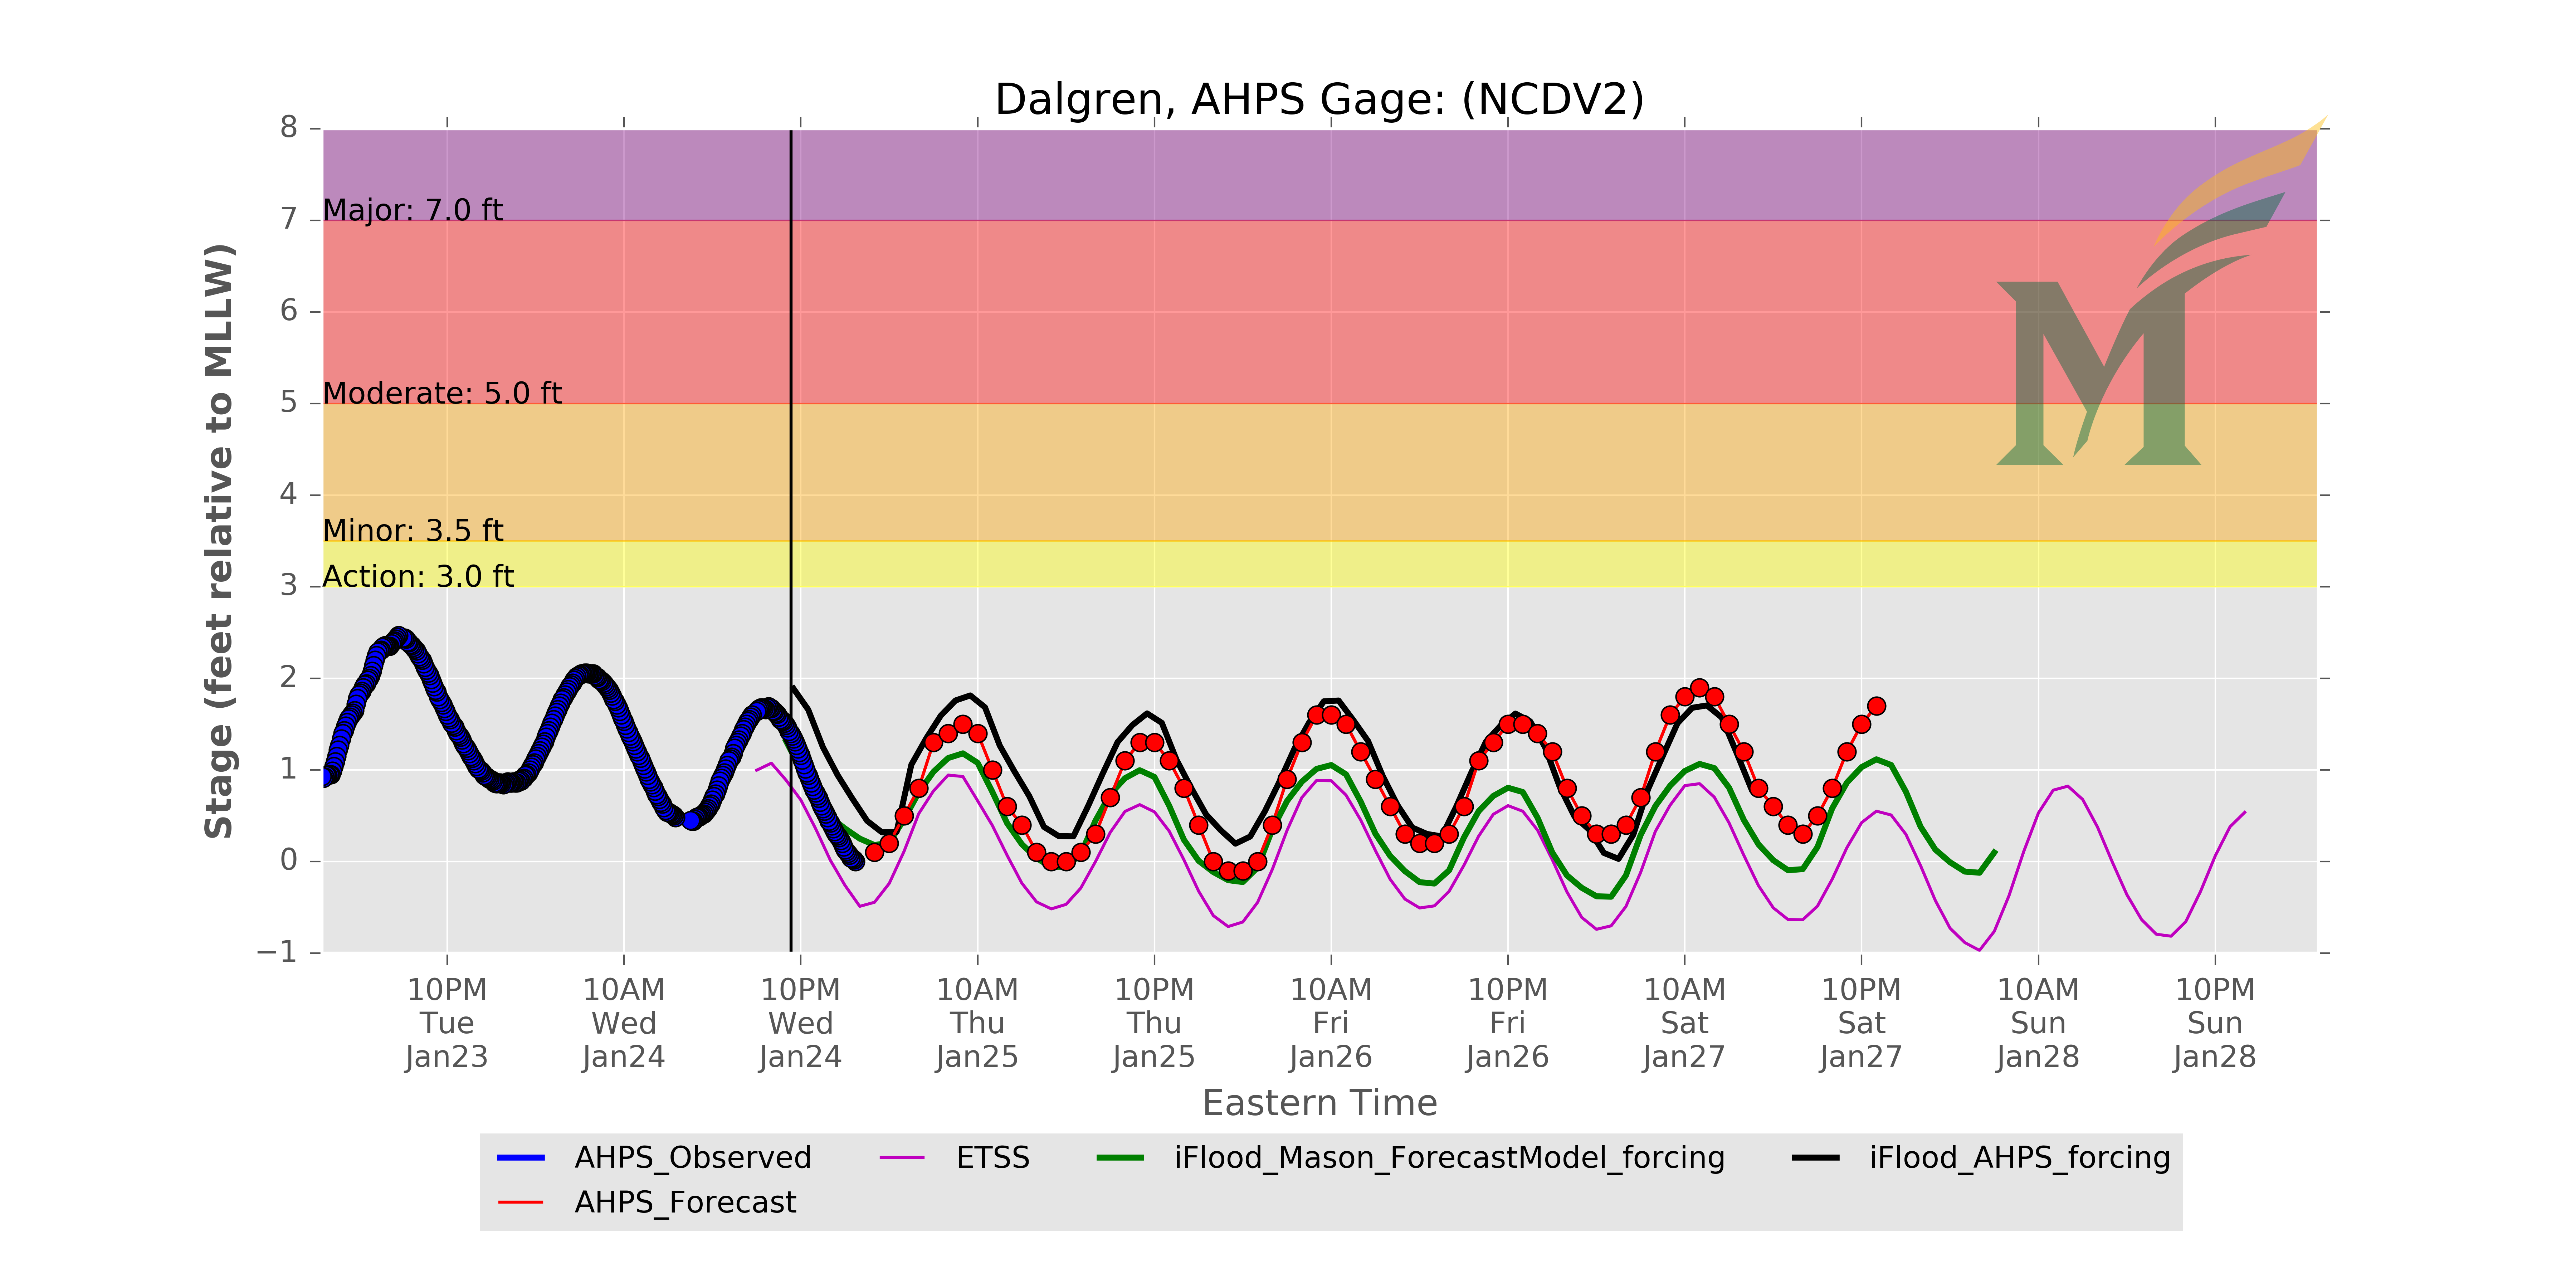 Dalgren, AHPS Gage: (NCDV2)
8
Major: 7.0 ft
7
6
Moderate: 5.0 ft
5
4
Minor: 3.5 ft
Action: 3.0 ft
3
2
1
0
−1
Stage (feet relative to MLLW)
10PM 10AM 10PM 10AM 10PM 10AM 10PM 10AM 10PM 10AM 10PM
Tue Wed Wed Thu Thu Fri Fri Sat Sat Sun Sun
Jan23 Jan24 Jan24 Jan25 Jan25 Jan26 Jan26 Jan27 Jan27 Jan28 Jan28
Eastern Time
AHPS_Observed ETSS iFlood_Mason_ForecastModel_forcing iFlood_AHPS_forcing
AHPS_Forecast
M